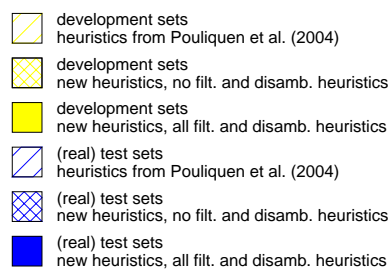 development sets
heuristics from Pouliquen et al. (2004)
development sets
new heuristics, no filt. and disamb. heuristics
development sets
new heuristics, all filt. and disamb. heuristics
(real) test sets
heuristics from Pouliquen et al. (2004)
(real) test sets
new heuristics, no filt. and disamb. heuristics
(real) test sets
new heuristics, all filt. and disamb. heuristics